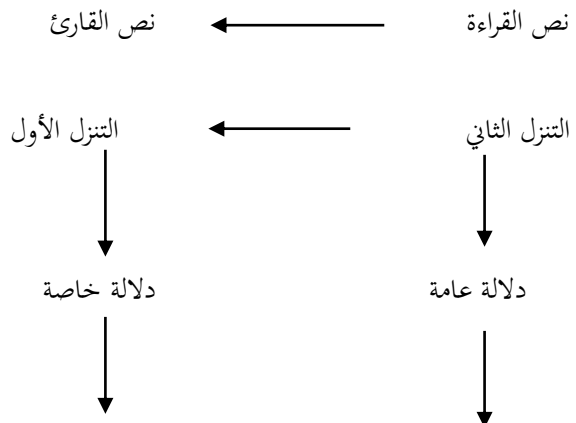 نص القراءة نص القارئ
التنزل الثاني التنزل الأول
دلالة عامة دلالة خاصة